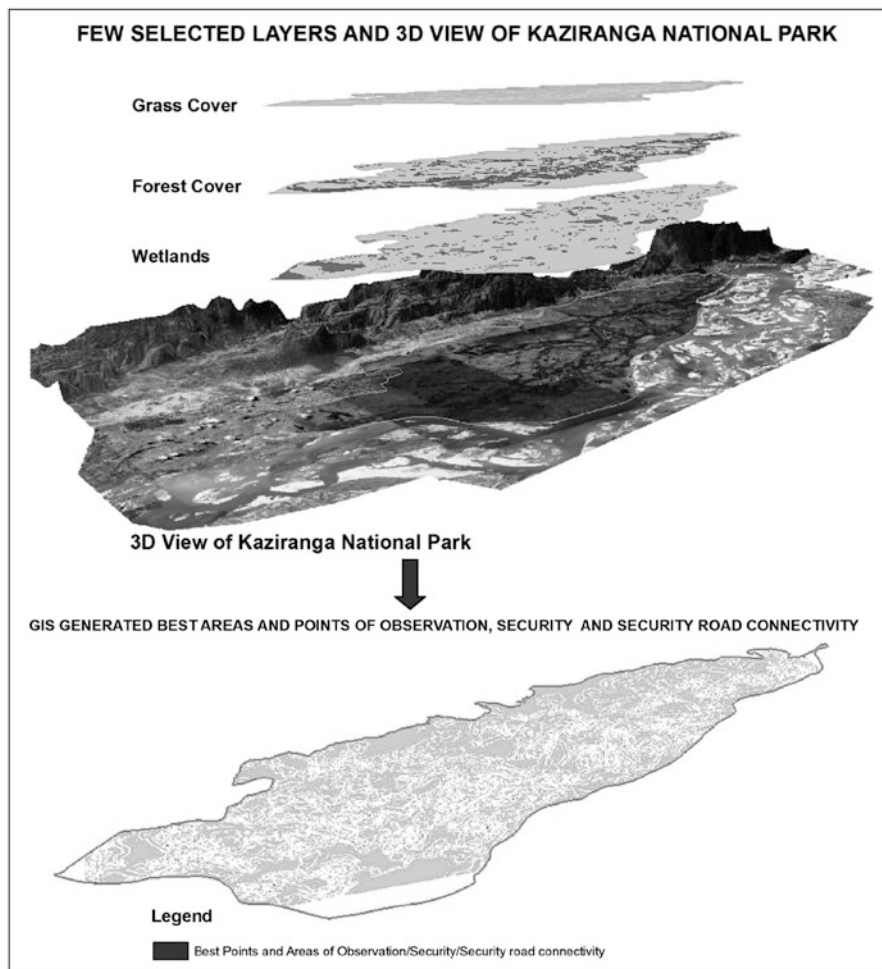 FEW SELECTED LAYERS AND 3D VIEW OF KAZIRANGA NATIONAL PARK
Grass Cover
Forest Cover
Wetlands
3D View of Kaziranga National Park
GIS GENERATED BEST AREAS AND POINTS OF OBSERVATION, SECURITY AND SECURITY ROAD CONNECTIVITY
Legend
Best Points and Areas of Observation/Security/Security road connectivity